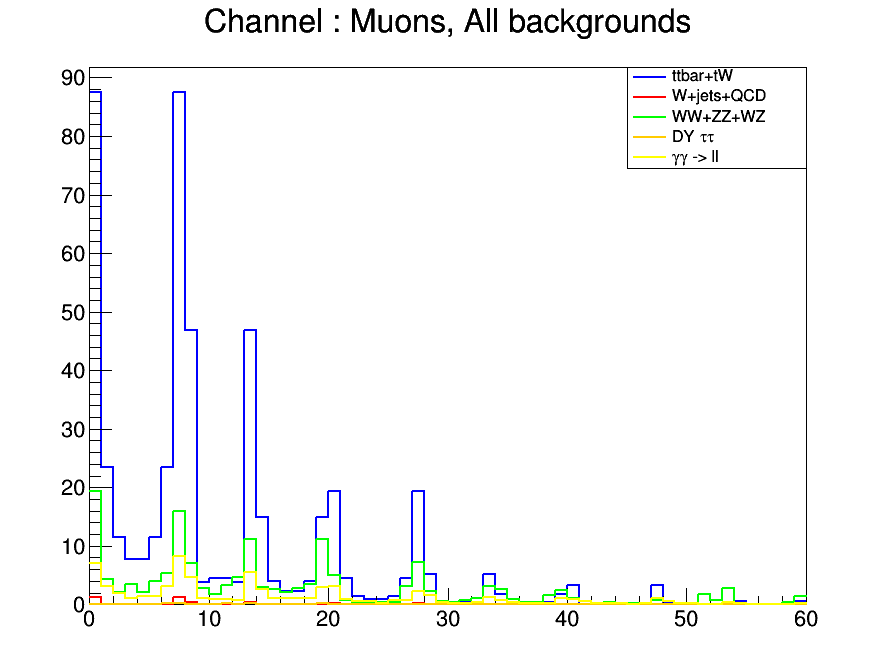 Channel : Muons, All backgrounds
ttbar+tW
W+jets+QCD
WW+ZZ+WZ
DY ττ
γγ -> ll
90
80
70
60
50
40
30
20
10
0
0 10 20 30 40 50 60